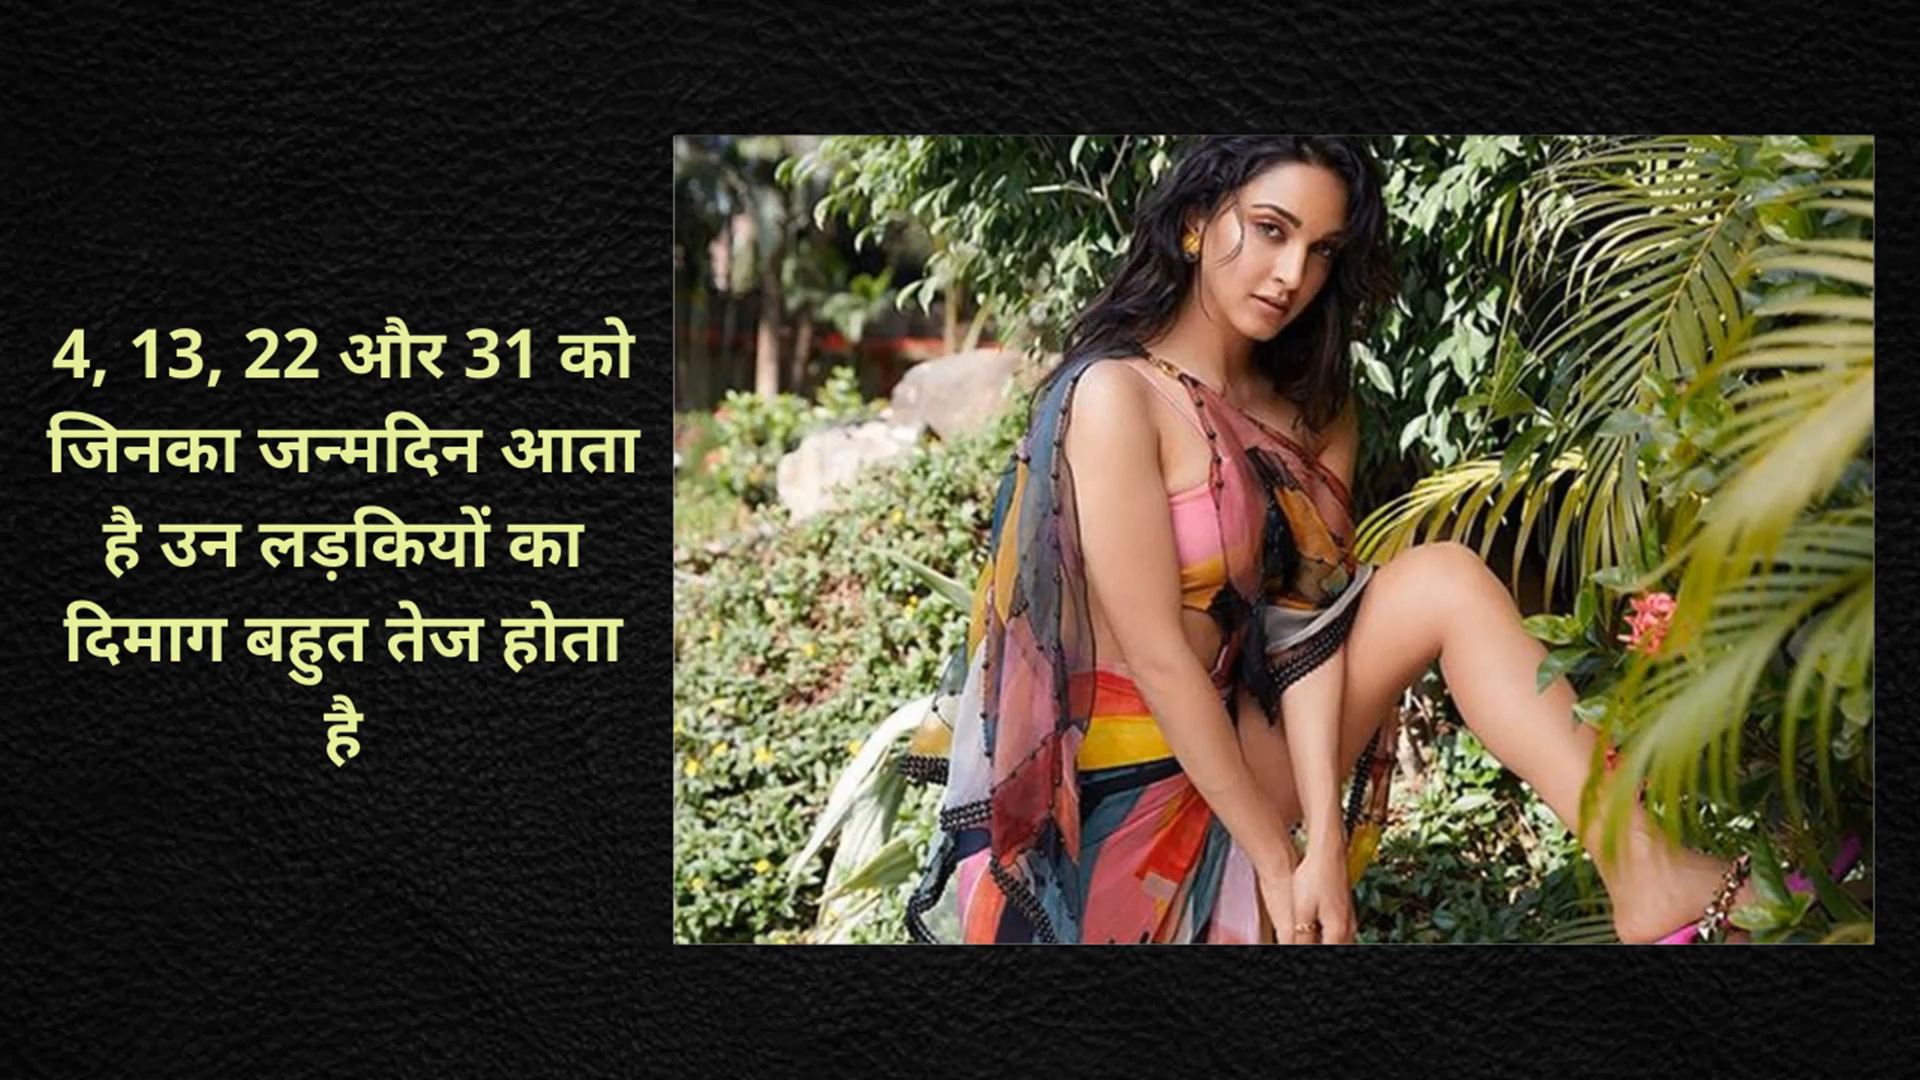 4, 13, 22 और 31 को
जिनका जन्मदिन आता
है उन लड़कियों का
दिमाग बहुत तेज होता
है